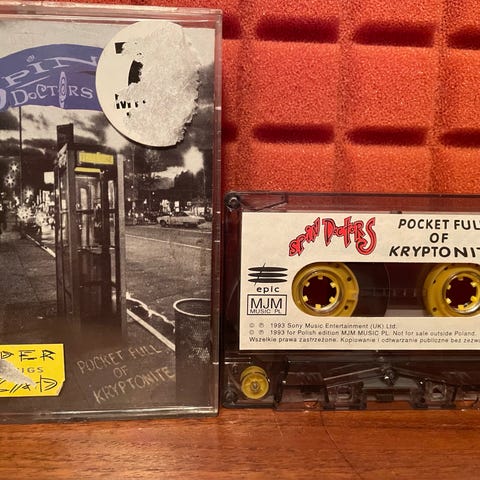 SPIN
DOCTORS
POCKET FULL
OF
KRYPTONITE
SPIN DOCTORS
POCKET FULL
OF
KRYPTONITE
epic
MJM
MUSIC PL
© ℗ 1993 Sony Music Entertainment (UK) Ltd.
© ℗ 1993 for Polish edition MJM MUSIC PL. Not for sale outside Poland.
Wszelkie prawa zastrzeżone. Kopiowanie i odtwarzanie publiczne bez zezw